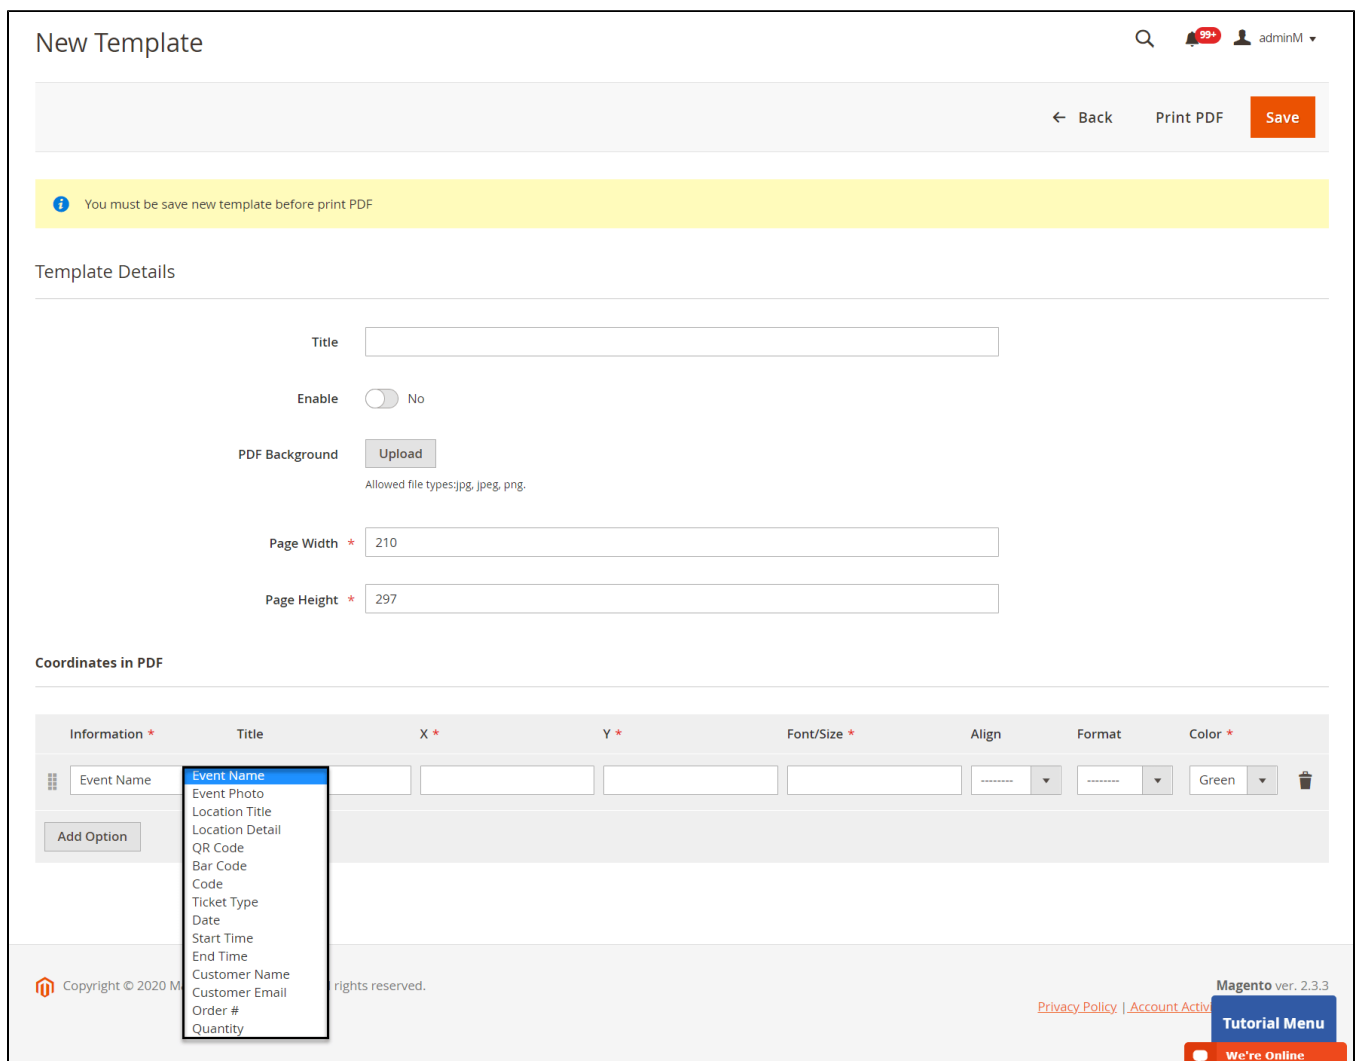 New Template
99+
adminM
Back
Print PDF
Save
You must be save new template before print PDF
Template Details
Title
Enable
No
PDF Background
Upload
Allowed file types:jpg, jpeg, png.
Page Width *
210
Page Height *
297
Coordinates in PDF
Information * Title X * Y * Font/Size * Align Format Color *
Event Name
--------
--------
Green
Event Name
Event Photo
Location Title
Location Detail
QR Code
Bar Code
Code
Ticket Type
Date
Start Time
End Time
Customer Name
Customer Email
Order #
Quantity
Add Option
Copyright © 2020 M rights reserved.
Magento ver. 2.3.3
Privacy Policy | Account Activi
Tutorial Menu
We're Online